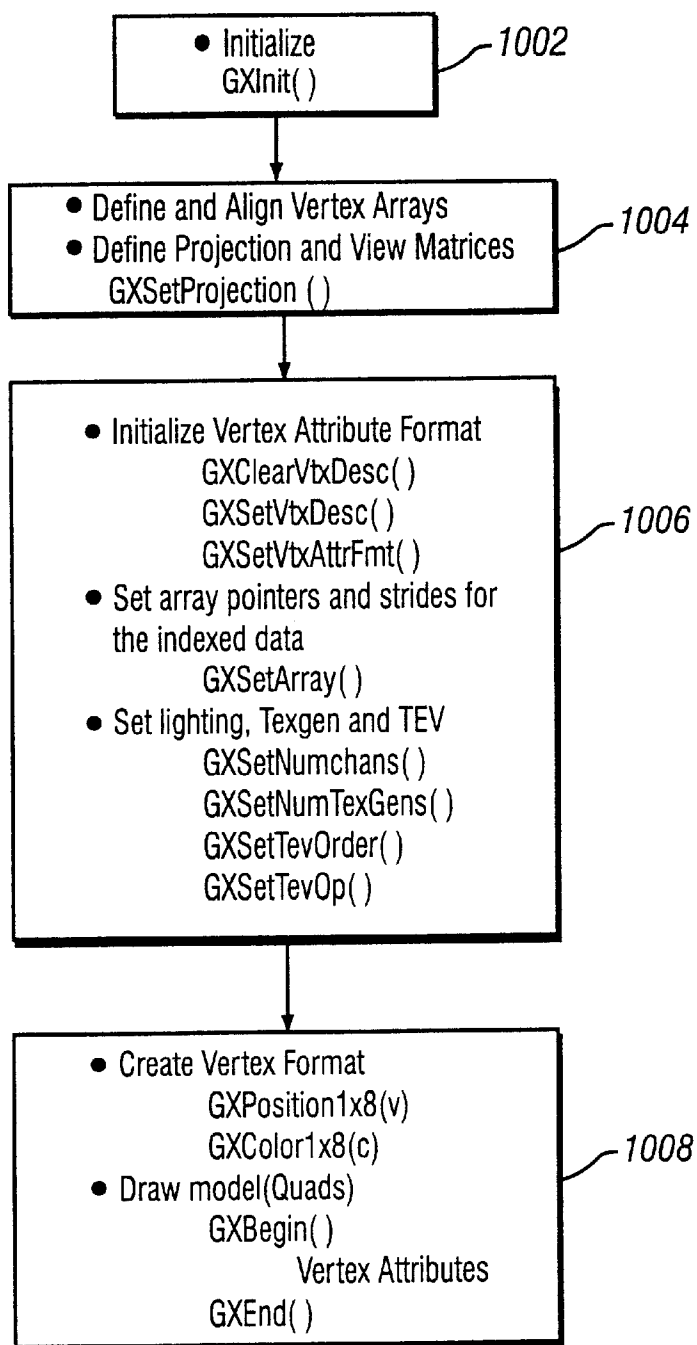 • Initialize
GXInit( )
1002
• Define and Align Vertex Arrays
• Define Projection and View Matrices
GXSetProjection ( )
1004
• Initialize Vertex Attribute Format
GXClearVtxDesc( )
GXSetVtxDesc( )
GXSetVtxAttrFmt( )
• Set array pointers and strides for
the indexed data
GXSetArray( )
• Set lighting, Texgen and TEV
GXSetNumchans( )
GXSetNumTexGens( )
GXSetTevOrder( )
GXSetTevOp( )
1006
• Create Vertex Format
GXPosition1x8(v)
GXColor1x8(c)
• Draw model(Quads)
GXBegin( )
Vertex Attributes
GXEnd( )
1008